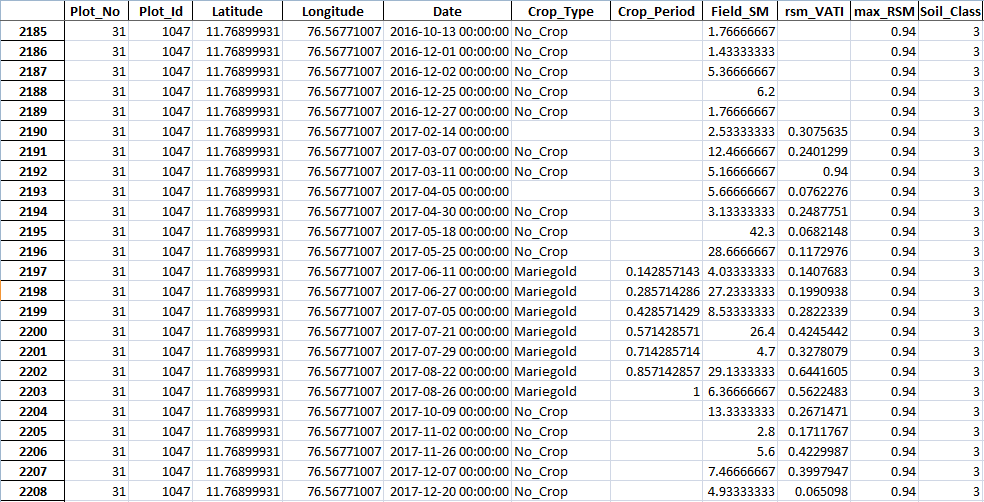 Plot_No Plot_Id Latitude Longitude Date Crop_Type Crop_Period Field_SM rsm_VATI max_RSM Soil_Class
2185 31 1047 11.76899931 76.56771007 2016-10-13 00:00:00 No_Crop 1.76666667 0.94 3
2186 31 1047 11.76899931 76.56771007 2016-12-01 00:00:00 No_Crop 1.43333333 0.94 3
2187 31 1047 11.76899931 76.56771007 2016-12-02 00:00:00 No_Crop 5.36666667 0.94 3
2188 31 1047 11.76899931 76.56771007 2016-12-25 00:00:00 No_Crop 6.2 0.94 3
2189 31 1047 11.76899931 76.56771007 2016-12-27 00:00:00 No_Crop 1.76666667 0.94 3
2190 31 1047 11.76899931 76.56771007 2017-02-14 00:00:00 2.53333333 0.3075635 0.94 3
2191 31 1047 11.76899931 76.56771007 2017-03-07 00:00:00 No_Crop 12.4666667 0.2401299 0.94 3
2192 31 1047 11.76899931 76.56771007 2017-03-11 00:00:00 No_Crop 5.16666667 0.94 0.94 3
2193 31 1047 11.76899931 76.56771007 2017-04-05 00:00:00 5.66666667 0.0762276 0.94 3
2194 31 1047 11.76899931 76.56771007 2017-04-30 00:00:00 No_Crop 3.13333333 0.2487751 0.94 3
2195 31 1047 11.76899931 76.56771007 2017-05-18 00:00:00 No_Crop 42.3 0.0682148 0.94 3
2196 31 1047 11.76899931 76.56771007 2017-05-25 00:00:00 No_Crop 28.6666667 0.1172976 0.94 3
2197 31 1047 11.76899931 76.56771007 2017-06-11 00:00:00 Mariegold 0.142857143 4.03333333 0.1407683 0.94 3
2198 31 1047 11.76899931 76.56771007 2017-06-27 00:00:00 Mariegold 0.285714286 27.2333333 0.1990938 0.94 3
2199 31 1047 11.76899931 76.56771007 2017-07-05 00:00:00 Mariegold 0.428571429 8.53333333 0.2822339 0.94 3
2200 31 1047 11.76899931 76.56771007 2017-07-21 00:00:00 Mariegold 0.571428571 26.4 0.4245442 0.94 3
2201 31 1047 11.76899931 76.56771007 2017-07-29 00:00:00 Mariegold 0.714285714 4.7 0.3278079 0.94 3
2202 31 1047 11.76899931 76.56771007 2017-08-22 00:00:00 Mariegold 0.857142857 29.1333333 0.6441605 0.94 3
2203 31 1047 11.76899931 76.56771007 2017-08-26 00:00:00 Mariegold 1 6.36666667 0.5622483 0.94 3
2204 31 1047 11.76899931 76.56771007 2017-10-09 00:00:00 No_Crop 13.3333333 0.2671471 0.94 3
2205 31 1047 11.76899931 76.56771007 2017-11-02 00:00:00 No_Crop 2.8 0.1711767 0.94 3
2206 31 1047 11.76899931 76.56771007 2017-11-26 00:00:00 No_Crop 5.6 0.4229987 0.94 3
2207 31 1047 11.76899931 76.56771007 2017-12-07 00:00:00 No_Crop 7.46666667 0.3997947 0.94 3
2208 31 1047 11.76899931 76.56771007 2017-12-20 00:00:00 No_Crop 4.93333333 0.065098 0.94 3